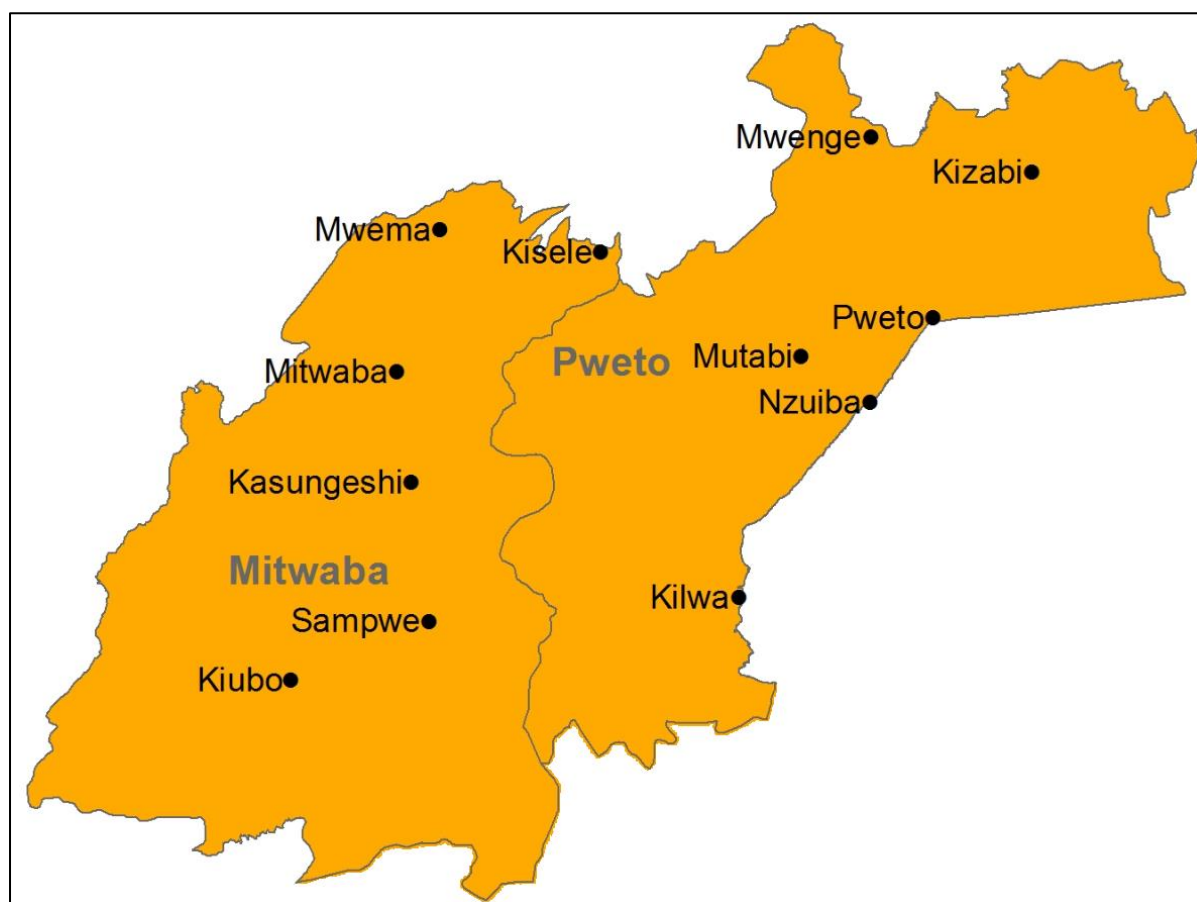 Mwenge
Kizabi
Mwema
Kisele
Pweto
Pweto
Mutabi
Mitwaba
Nzuiba
Kasungeshi
Mitwaba
Kilwa
Sampwe
Kiubo